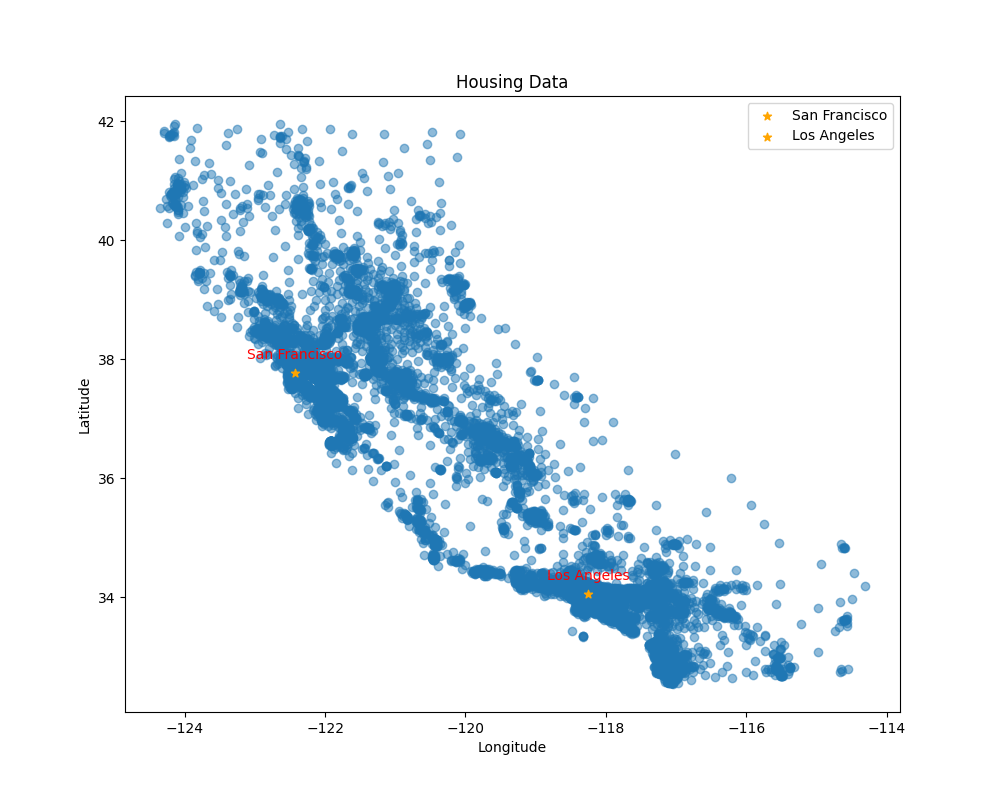 Housing Data
San Francisco
Los Angeles
42
40
38
36
34
Latitude
San Francisco
Los Angeles
−124
−122
−120
−118
−116
−114
Longitude